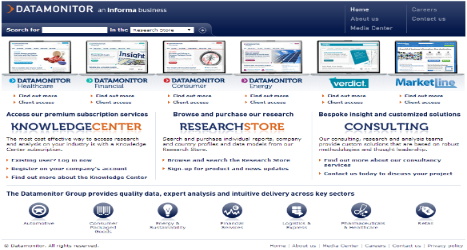 DATAMONITOR an informa business
Home
Careers
About us
Contact us
Media Center
Search for
in the
Research Store
DATAMONITOR
Healthcare
DATAMONITOR
Financial
DATAMONITOR
Consumer
DATAMONITOR
Energy
verdict
MarketLine
Find out more
Client access
Find out more
Client access
Find out more
Client access
Find out more
Client access
Find out more
Client access
Find out more
Client access
Access our premium subscription services
KNOWLEDGECENTER
The most cost effective way to access research
and analysis on your industry is with a Knowledge
Center subscription.
Existing user? Log in now
Register on your company's account
Find out more about the Knowledge Center
Browse and purchase our research
RESEARCHSTORE
Search and purchase individual reports, company
and country profiles and data models from our
Research Store.
Browse and search the Research Store
Sign up for product and news updates
Bespoke insight and customized solutions
CONSULTING
Our consulting, research and analyst teams
provide custom solutions that are based on robust
methodologies and thought leadership.
Find out more about our consultancy
services
Contact us today to discuss your project
The Datamonitor Group provides quality data, expert analysis and intuitive delivery across key sectors
Automotive
Consumer
Packaged
Goods
Energy &
Sustainability
Financial
Services
Logistics &
Express
Pharmaceuticals
& Healthcare
Retail
© Datamonitor. All rights reserved.
Home | About us | Media Center | Careers | Contact us | Privacy policy